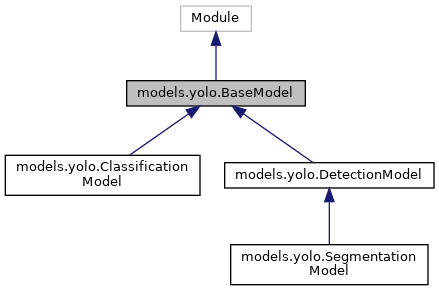 Module
models.yolo.BaseModel
models.yolo.Classification
Model
models.yolo.DetectionModel
models.yolo.Segmentation
Model